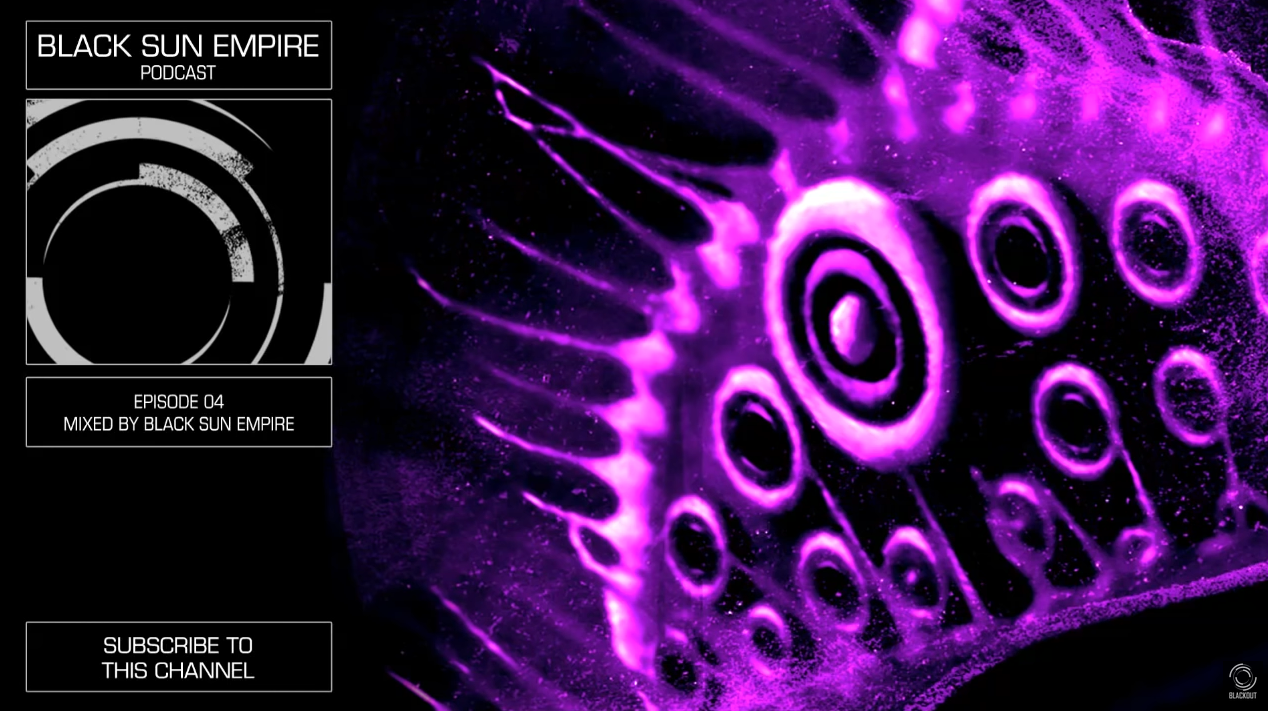 BLACK SUN EMPIRE
PODCAST
EPISODE 04
MIXED BY BLACK SUN EMPIRE
SUBSCRIBE TO
THIS CHANNEL
BLACKOUT